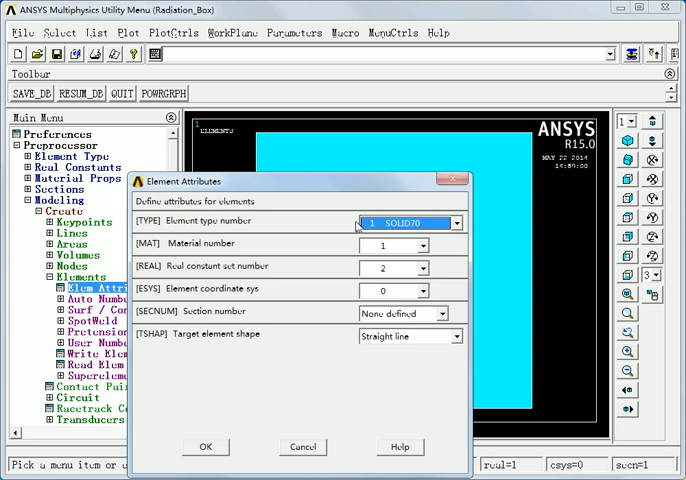 ANSYS Multiphysics Utility Menu (Radiation_Box)
File Select List Plot PlotCtrls WorkPlane Parameters Macro MenuCtrls Help
Toolbar
SAVE_DB RESUM_DB QUIT POWRGRPH
Main Menu
Preferences
Preprocessor
Element Type
Real Constants
Material Props
Sections
Modeling
Create
Keypoints
Lines
Areas
Volumes
Nodes
Elements
Elem Attri
Auto Numbe
Surf / Con
SpotWeld
Pretension
User Numbe
Write Elem
Read Elem
Supereleme
Contact Pair
Circuit
Racetrack C
Transducers
1
ELEMENTS
ANSYS
R15.0
MAY 22 2014
1
3
Element Attributes
Define attributes for elements
[TYPE] Element type number 1 SOLID70
[MAT] Material number 1
[REAL] Real constant set number 2
[ESYS] Element coordinate sys 0
[SECNUM] Section number None defined
[TSHAP] Target element shape Straight line
OK Cancel Help
Pick a menu item or real=1 csys=0 secn=1